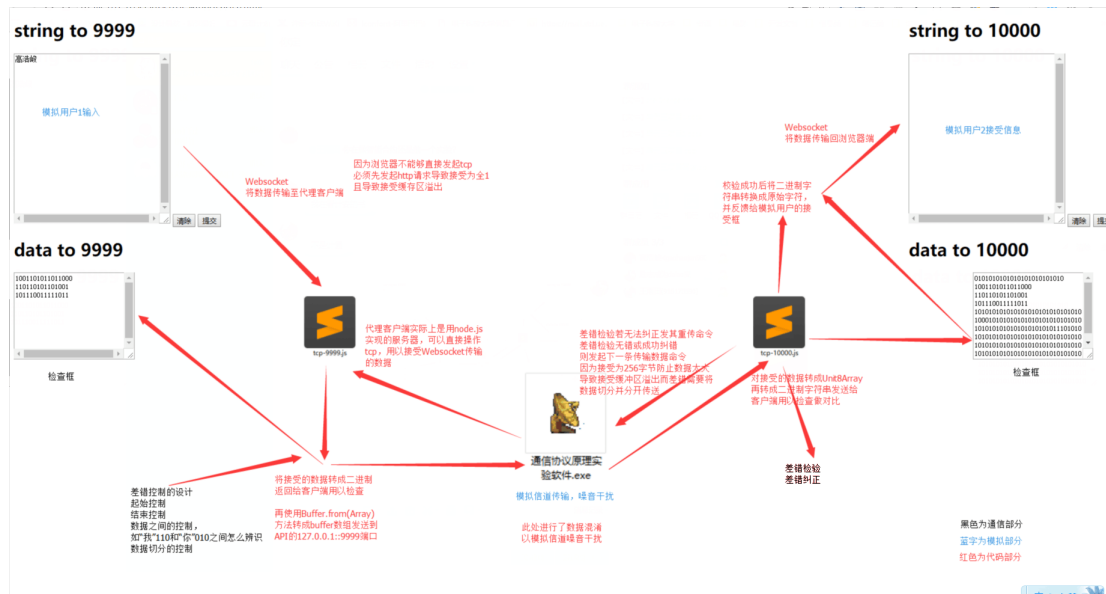 string to 9999
string to 10000
高浩峻
模拟用户1输入
模拟用户2接受信息
清除
提交
清除
Websocket
将数据传输至代理客户端
因为浏览器不能够直接发起tcp
必须先发起http请求导致接受为全1
且导致接受缓存区溢出
Websocket
将数据传输回浏览器端
校验成功后将二进制字
符串转换成原始字符，
并反馈给模拟用户的接
受框
data to 9999
data to 10000
1001101011011000
110110101101001
101110011111011
检查框
0101010101010101010101010
1001101011011000
110110101101001
101110011111011
检查框
tcp-9999.js
tcp-10000.js
代理客户端实际上是用node.js
实现的服务器，可以直接操作
tcp，用以接受Websocket传输
的数据
差错检验若无法纠正发其重传命令
差错检验无错或成功纠错
则发起下一条传输数据命令
因为接受为256字节防止数据太大
导致接受缓冲区溢出而差错需要将
数据切分并分开传送
对接受的数据转成Unit8Array
再转成二进制字符串发送给
客户端用以检查做对比
通信协议原理实
验软件.exe
模拟信道传输，噪音干扰
此处进行了数据混淆
以模拟信道噪音干扰
差错检验
差错纠正
差错控制的设计
起始控制
结束控制
数据之间的控制，
如“我”110和“你”010之间怎么辨识
数据切分的控制
将接受的数据转成二进制
返回给客户端用以检查
再使用Buffer.from(Array)
方法转成buffer数组发送到
API的127.0.0.1::9999端口
黑色为通信部分
蓝字为模拟部分
红色为代码部分